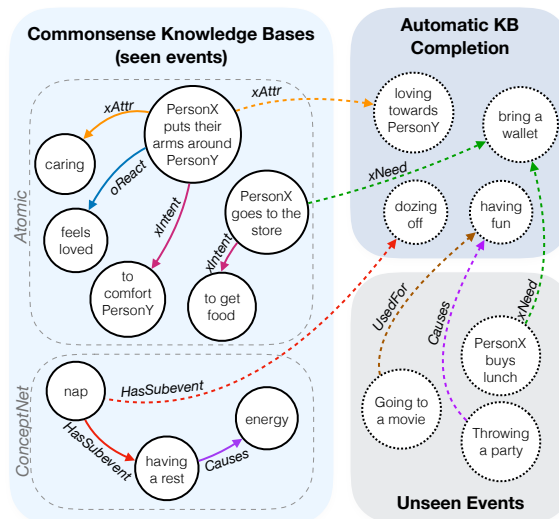 Commonsense Knowledge Bases
(seen events)
Atomic
xAttr
PersonX
puts their
arms around
PersonY
caring
oReact
feels
loved
xIntent
to
comfort
PersonY
PersonX
goes to the
store
xIntent
to get
food
ConceptNet
nap
HasSubevent
HasSubevent
having
a rest
Causes
energy
Automatic KB
Completion
xAttr
loving
towards
PersonY
bring a
wallet
xNeed
dozing
off
having
fun
UsedFor
Causes
xNeed
PersonX
buys
lunch
Going to
a movie
Throwing
a party
Unseen Events